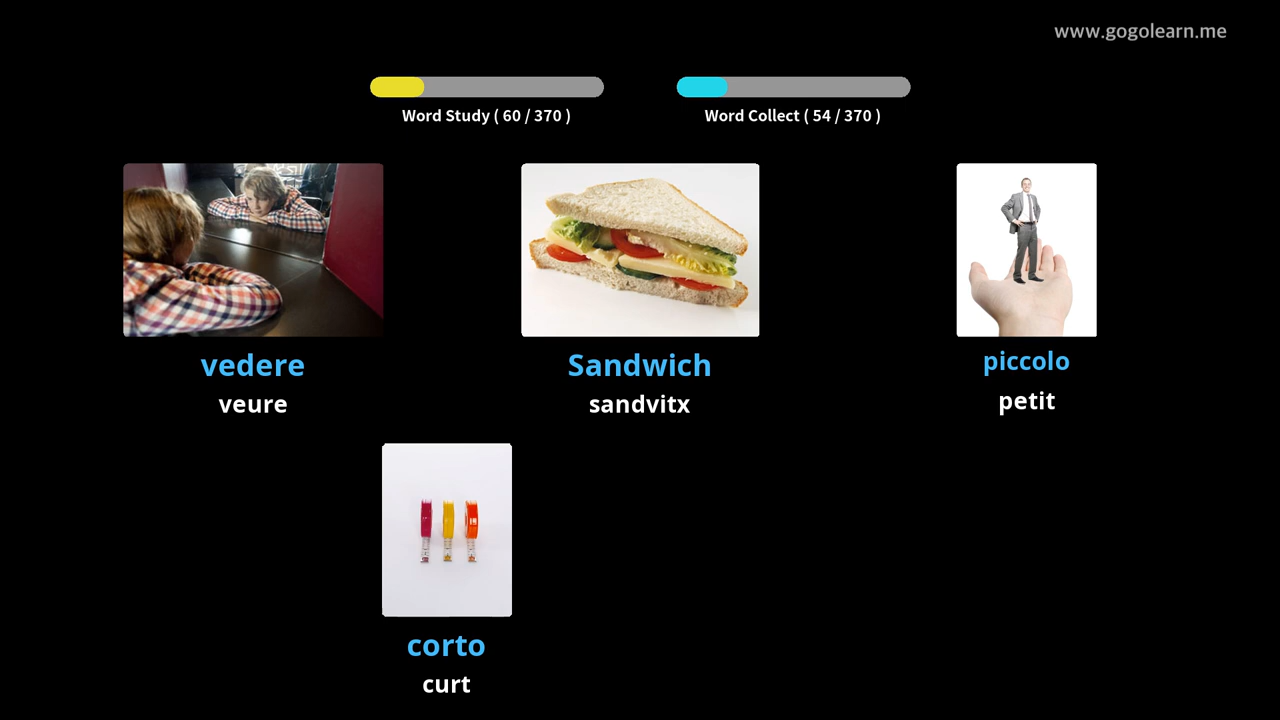 www.gogolearn.me
Word Study ( 60 / 370 )
Word Collect ( 54 / 370 )
vedere
veure
Sandwich
sandvitx
piccolo
petit
corto
curt